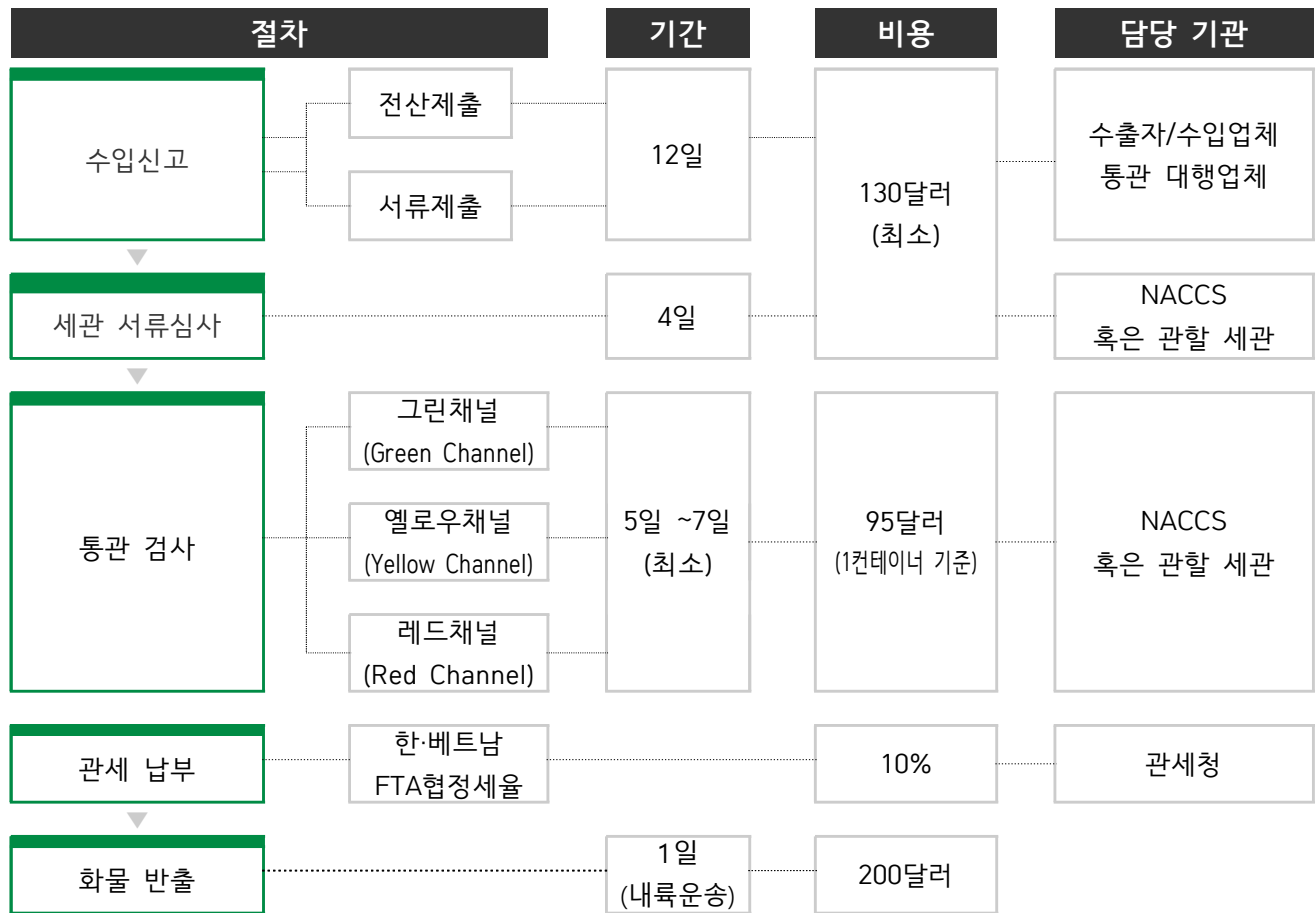 절차
기간
비용
담당 기관
수입신고
전산제출
서류제출
12일
130달러
(최소)
수출자/수입업체
통관 대행업체
세관 서류심사
4일
NACCS
혹은 관할 세관
통관 검사
그린채널
(Green Channel)
옐로우채널
(Yellow Channel)
레드채널
(Red Channel)
5일 ~7일
(최소)
95달러
(1컨테이너 기준)
NACCS
혹은 관할 세관
관세 납부
한·베트남
FTA협정세율
10%
관세청
화물 반출
1일
(내륙운송)
200달러